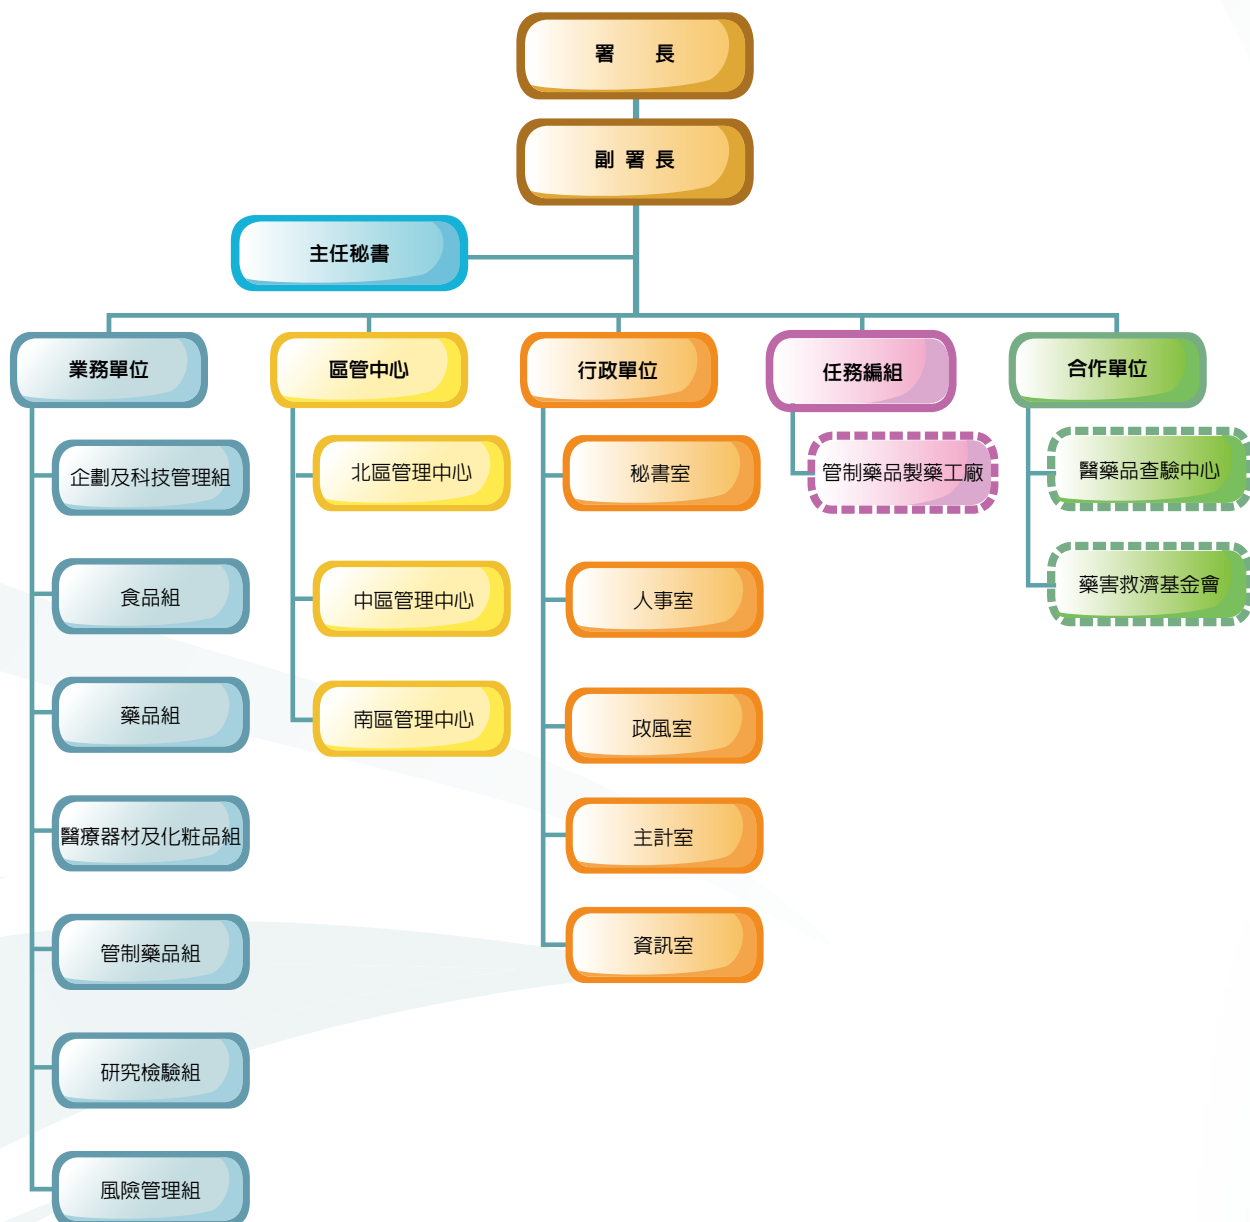 署　長
副 署 長
主任秘書
業務單位
企劃及科技管理組
食品組
藥品組
醫療器材及化粧品組
管制藥品組
研究檢驗組
風險管理組
區管中心
北區管理中心
中區管理中心
南區管理中心
行政單位
秘書室
人事室
政風室
主計室
資訊室
任務編組
管制藥品製藥工廠
合作單位
醫藥品查驗中心
藥害救濟基金會